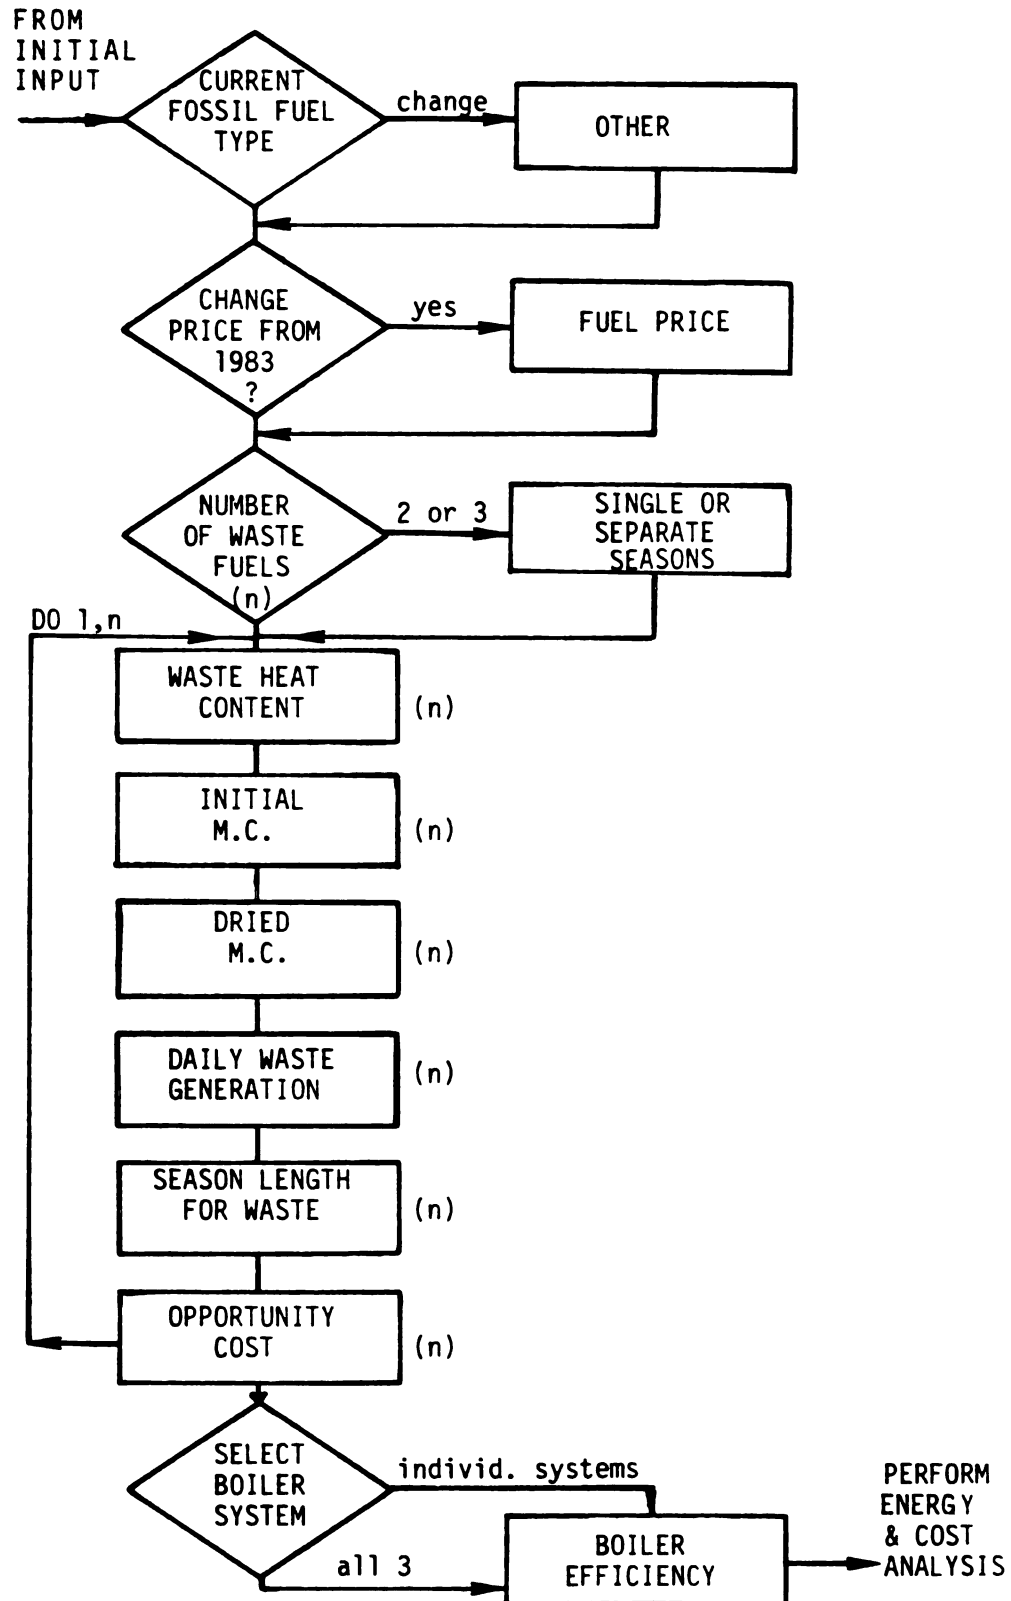 FROM
INITIAL
INPUT
CURRENT
FOSSIL FUEL
TYPE
change
OTHER
CHANGE
PRICE FROM
1983
?
yes
FUEL PRICE
NUMBER
OF WASTE
FUELS
(n)
2 or 3
SINGLE OR
SEPARATE
SEASONS
DO 1,n
WASTE HEAT
CONTENT
(n)
INITIAL
M.C.
(n)
DRIED
M.C.
(n)
DAILY WASTE
GENERATION
(n)
SEASON LENGTH
FOR WASTE
(n)
OPPORTUNITY
COST
(n)
SELECT
BOILER
SYSTEM
individ. systems
all 3
BOILER
EFFICIENCY
PERFORM
ENERGY
& COST
ANALYSIS